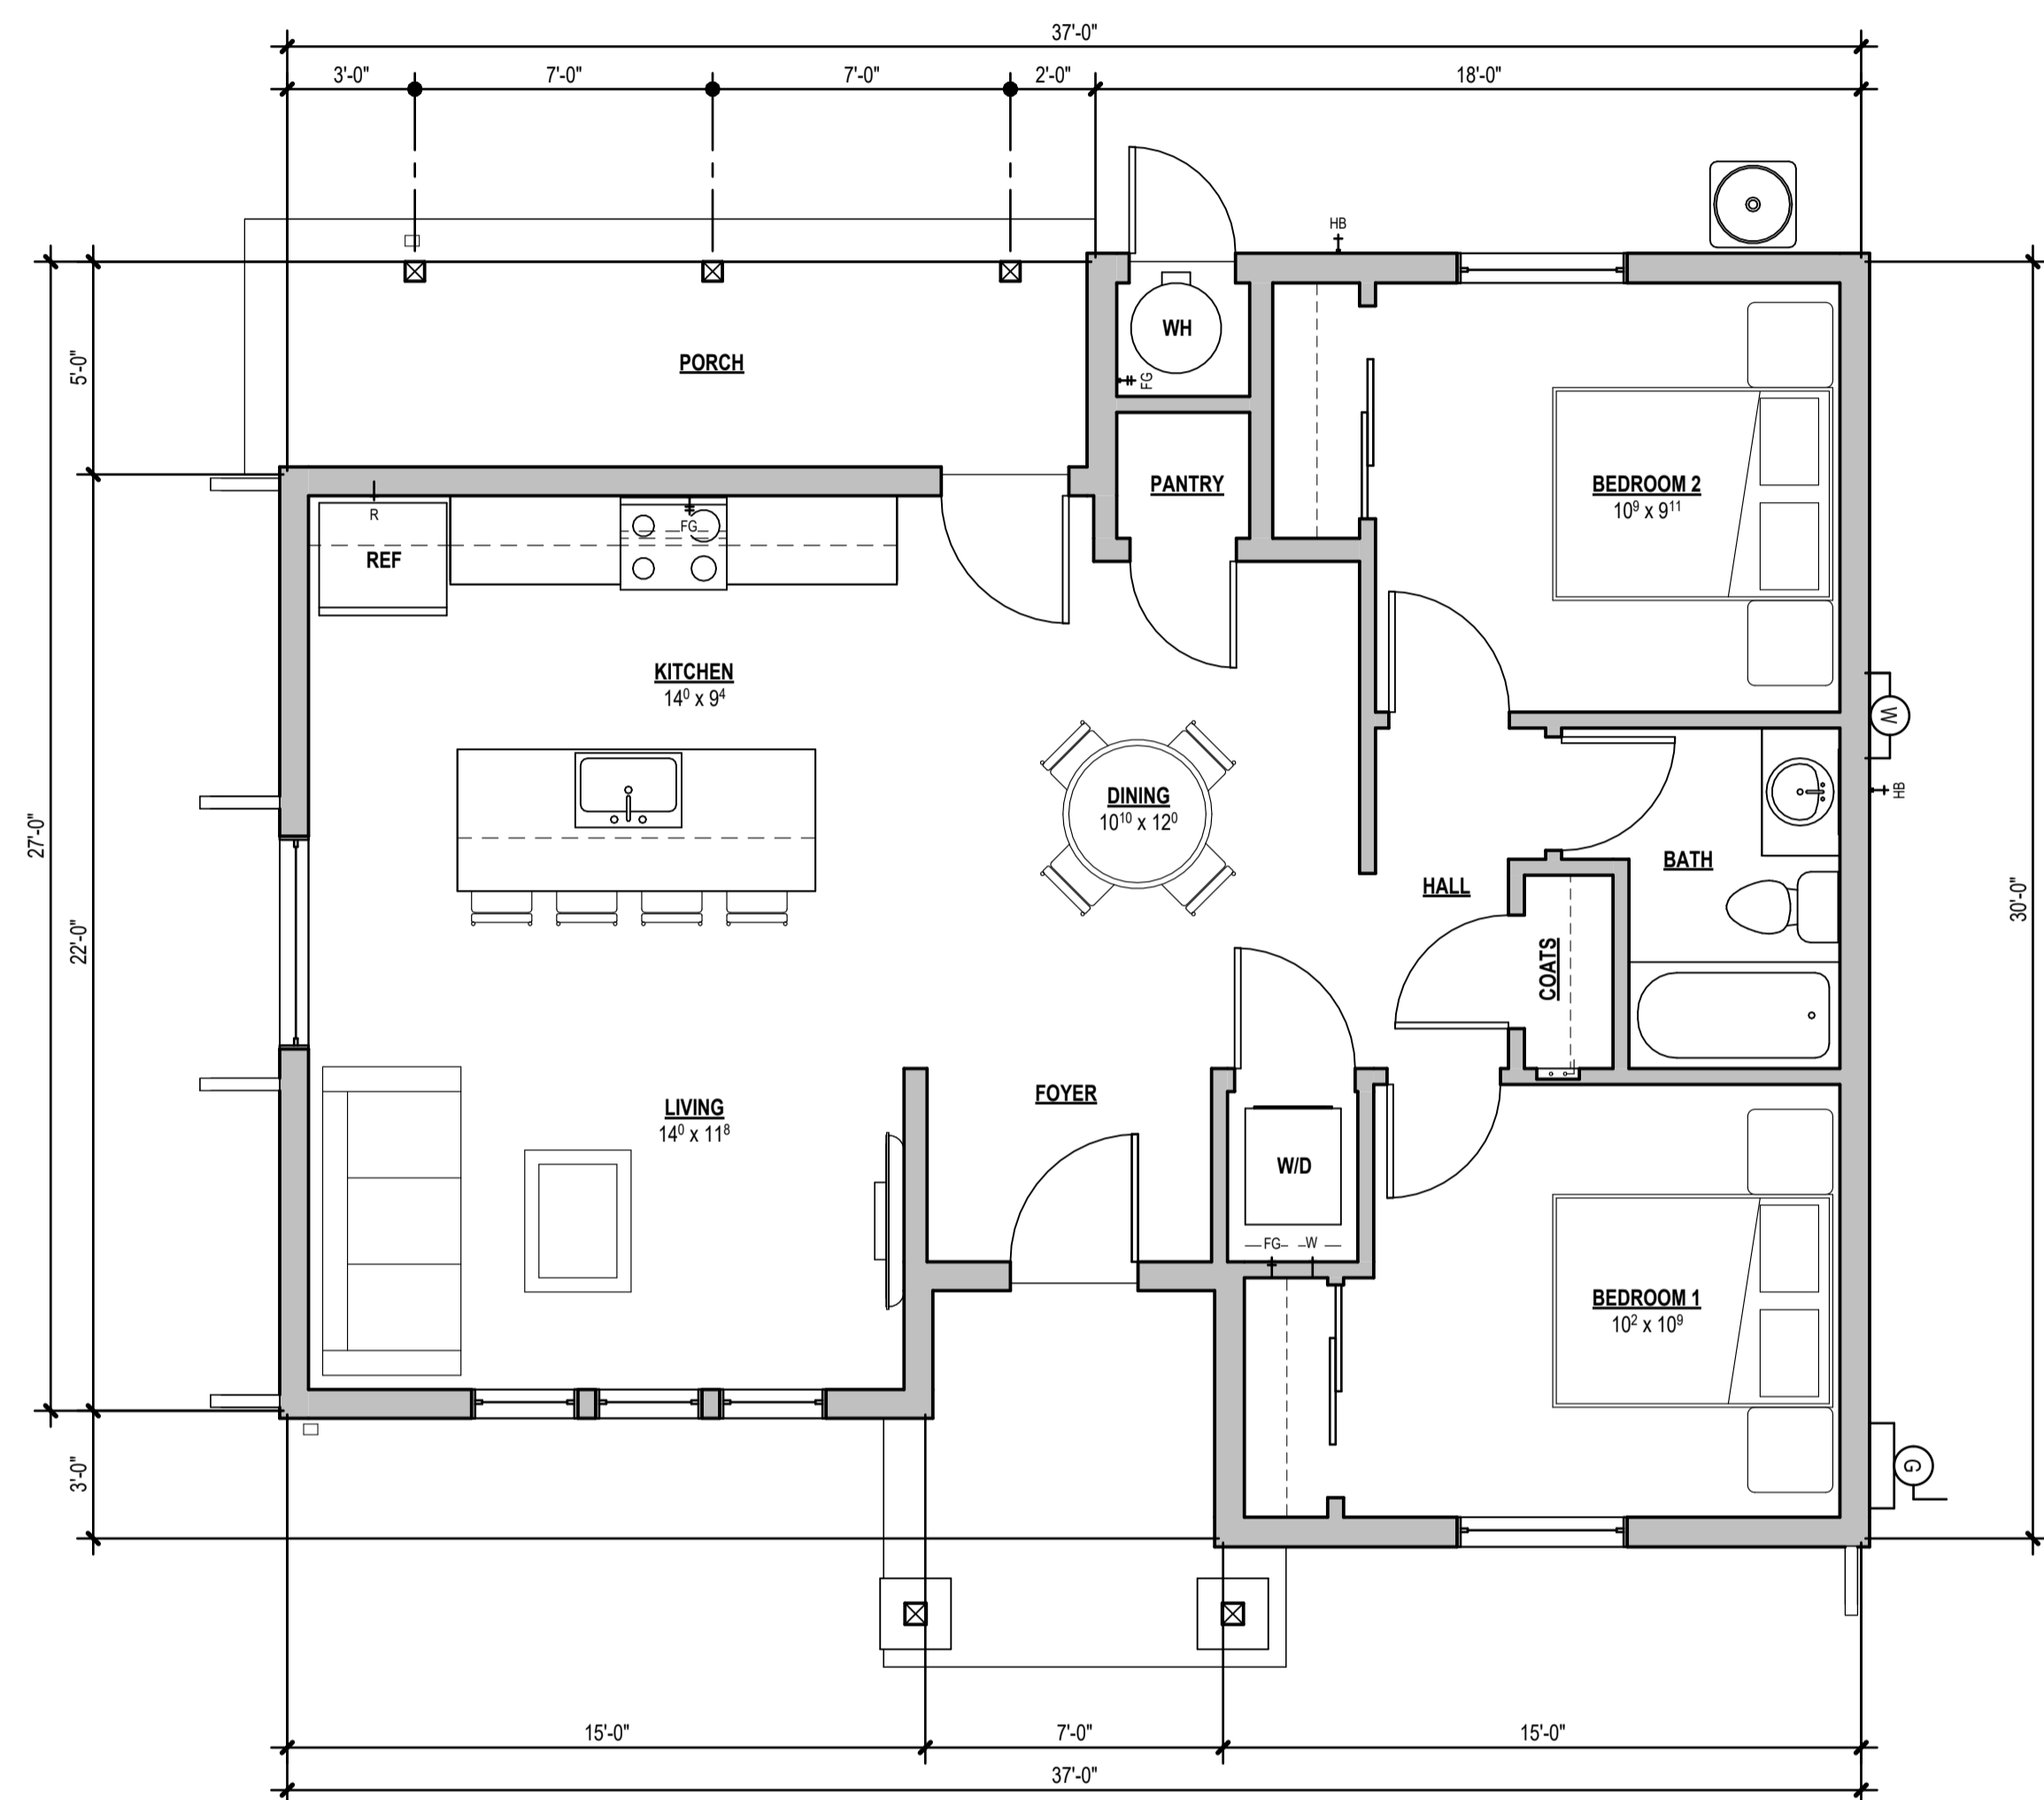 37'-0"
3'-0"
7'-0"
7'-0"
2'-0"
18'-0"
HB
WH
FG
PORCH
5'-0"
PANTRY
BEDROOM 2
10⁹ x 9¹¹
R
FG
REF
KITCHEN
14⁰ x 9⁴
W
HB
DINING
10¹⁰ x 12⁰
27'-0"
BATH
HALL
30'-0"
22'-0"
COATS
FOYER
LIVING
14⁰ x 11⁸
W/D
FG
W
BEDROOM 1
10² x 10⁹
G
3'-0"
15'-0"
7'-0"
15'-0"
37'-0"